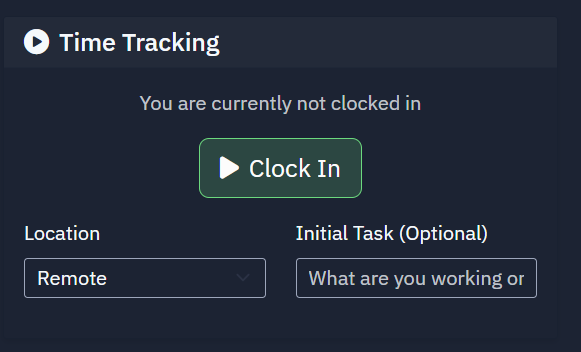 Time Tracking
You are currently not clocked in
Clock In
Location
Initial Task (Optional)
Remote
What are you working or